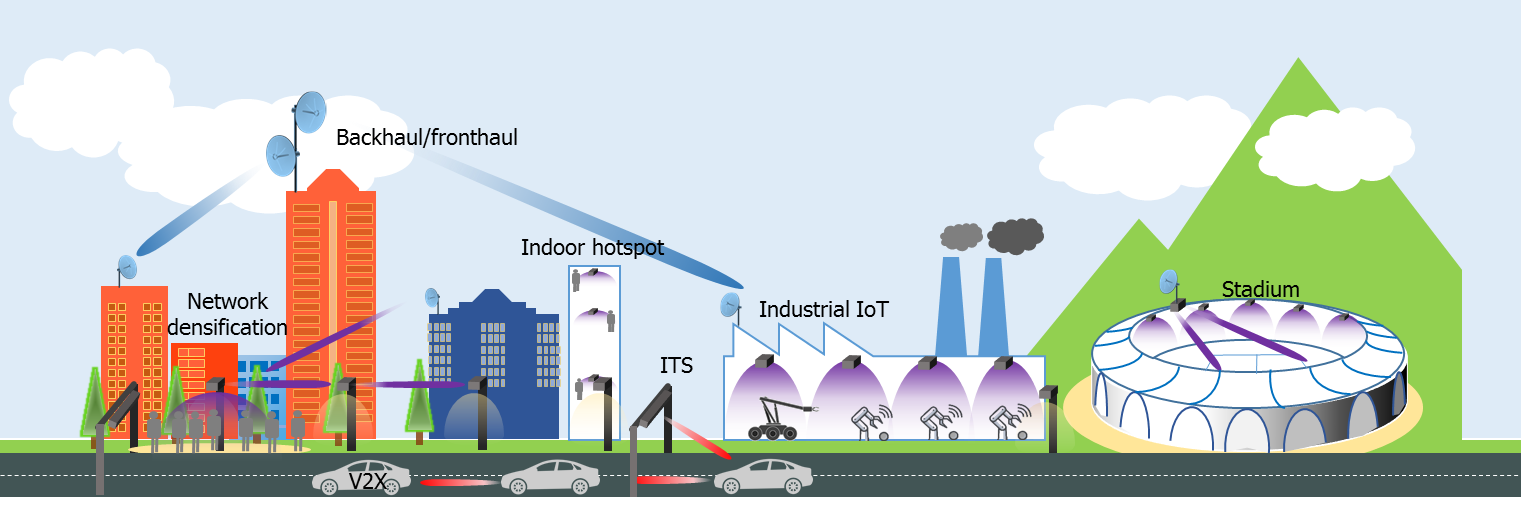 Backhaul/fronthaul
Indoor hotspot
Network
densification
Industrial IoT
Stadium
ITS
V2X